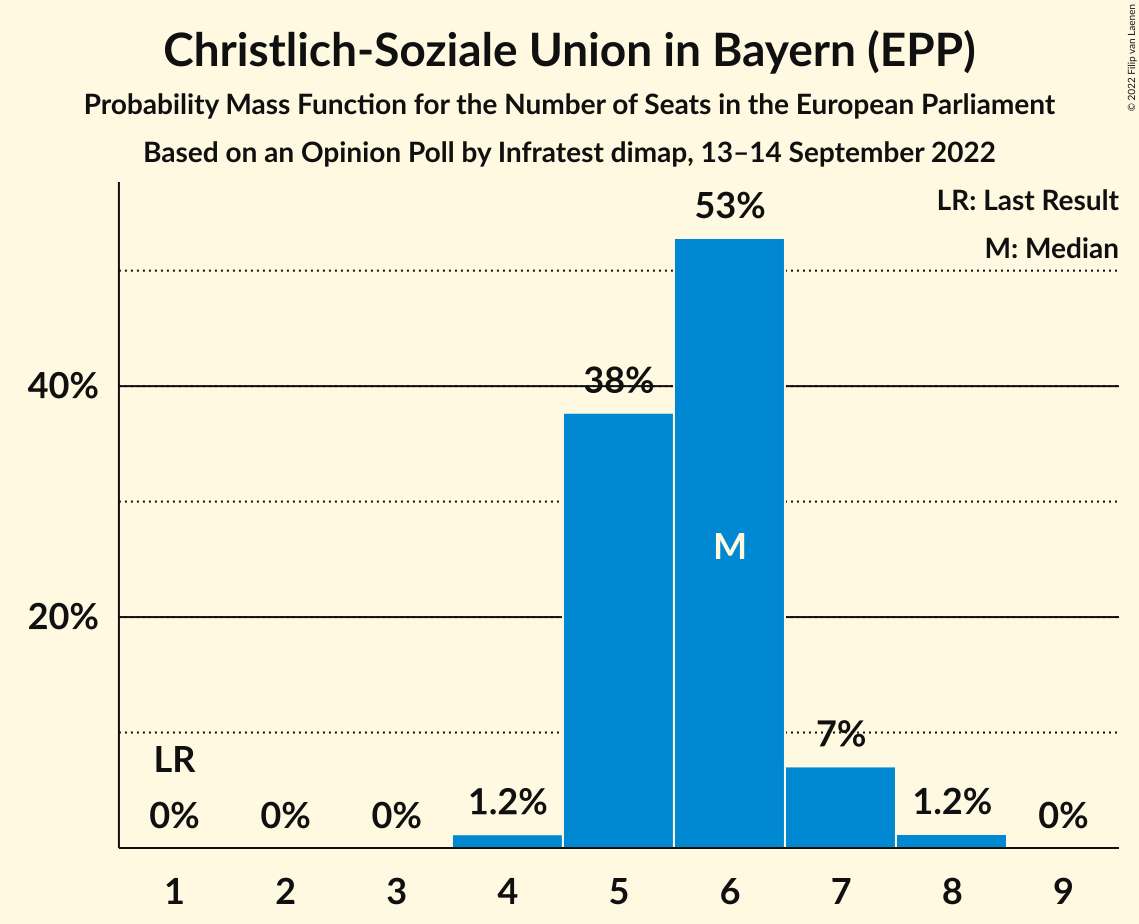 Christlich-Soziale Union in Bayern (EPP)
Probability Mass Function for the Number of Seats in the European Parliament
Based on an Opinion Poll by Infratest dimap, 13–14 September 2022
© 2022 Filip van Laenen
LR: Last Result
M: Median
53%
40%
38%
M
20%
LR
7%
0%
0%
0%
1.2%
1.2%
0%
1 2 3 4 5 6 7 8 9